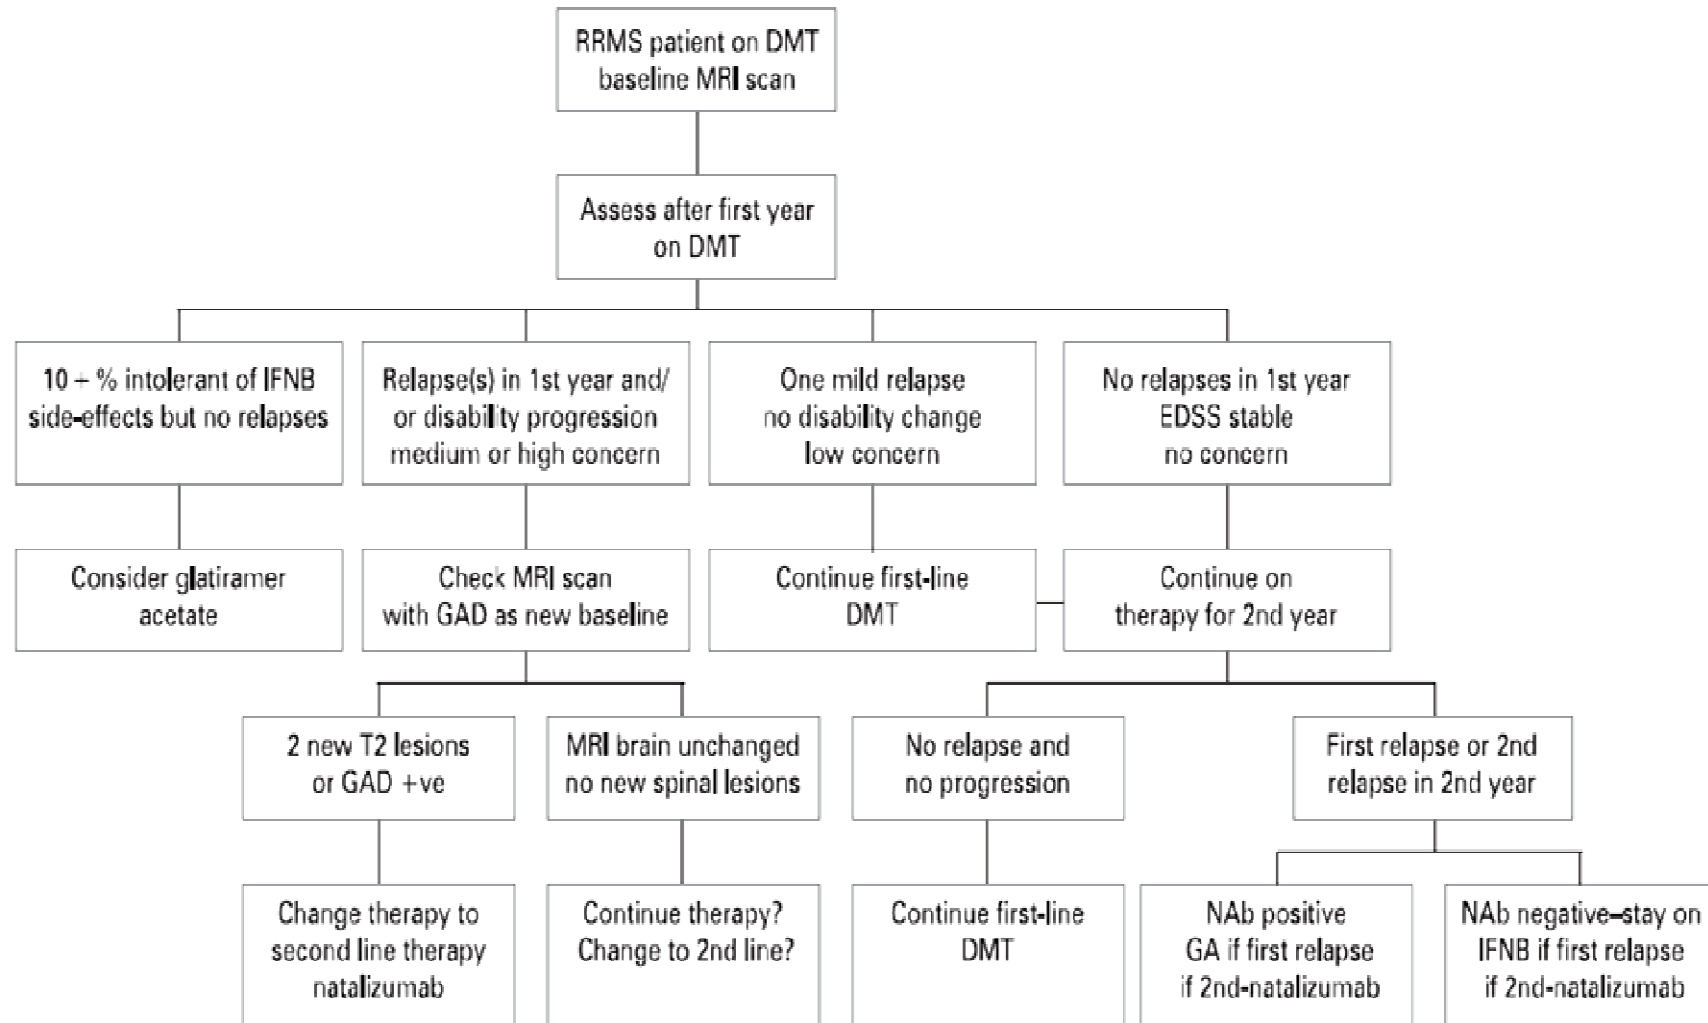 RRMS patient on DMT
baseline MRI scan
Assess after first year
on DMT
10 + % intolerant of IFNB
side-effects but no relapses
Relapse(s) in 1st year and/
or disability progression
medium or high concern
One mild relapse
no disability change
low concern
No relapses in 1st year
EDSS stable
no concern
Consider glatiramer
acetate
Check MRI scan
with GAD as new baseline
Continue first-line
DMT
Continue on
therapy for 2nd year
2 new T2 lesions
or GAD +ve
MRI brain unchanged
no new spinal lesions
No relapse and
no progression
First relapse or 2nd
relapse in 2nd year
Change therapy to
second line therapy
natalizumab
Continue therapy?
Change to 2nd line?
Continue first-line
DMT
NAb positive
GA if first relapse
if 2nd-natalizumab
NAb negative–stay on
IFNB if first relapse
if 2nd-natalizumab